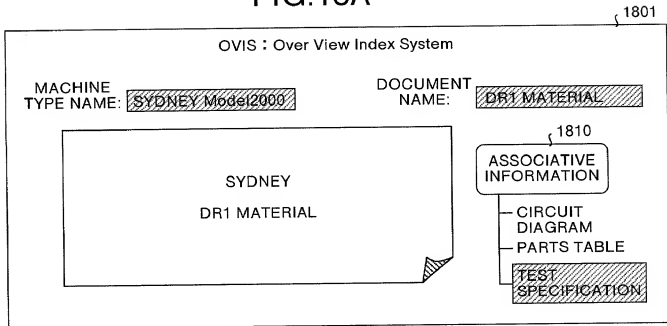 1801
OVIS : Over View Index System
MACHINE
TYPE NAME:
SYDNEY Model2000
DOCUMENT
NAME:
DR1 MATERIAL
SYDNEY
DR1 MATERIAL
1810
ASSOCIATIVE
INFORMATION
CIRCUIT
DIAGRAM
PARTS TABLE
TEST
SPECIFICATION